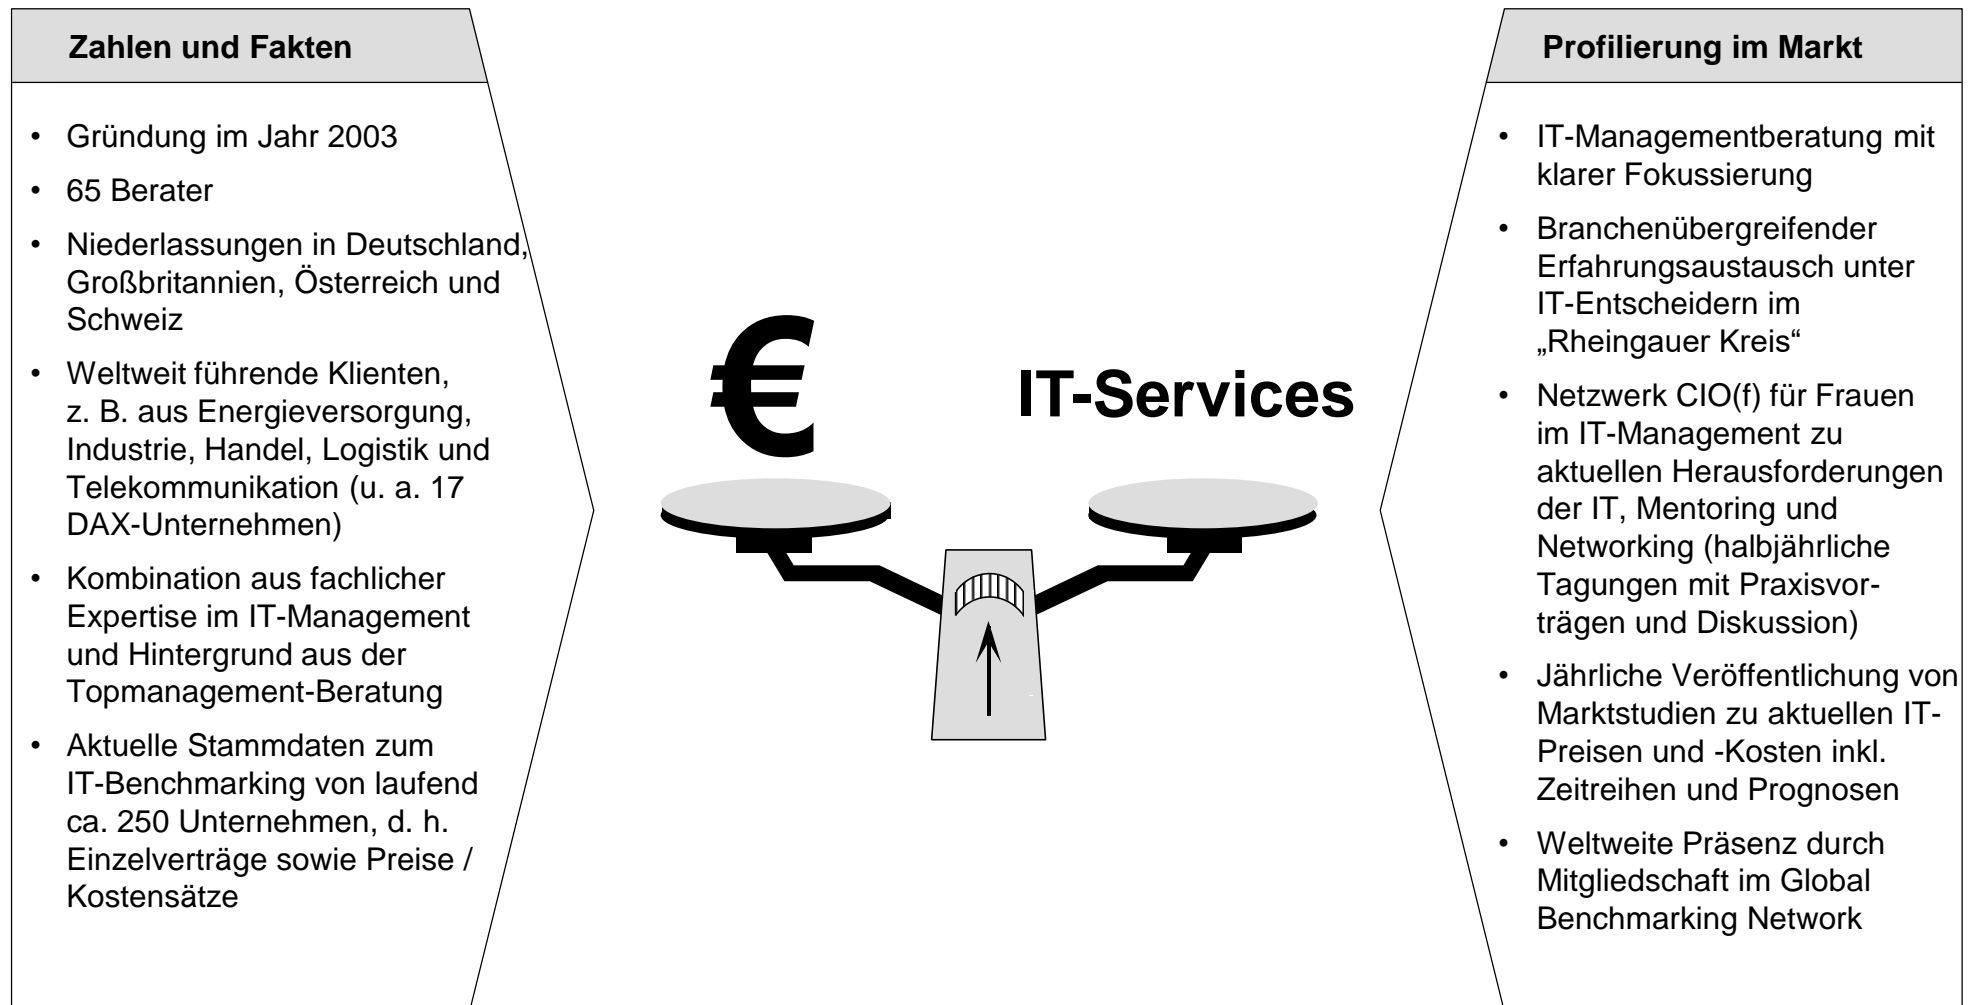 Zahlen und Fakten
• Gründung im Jahr 2003
• 65 Berater
• Niederlassungen in Deutschland,
Großbritannien, Österreich und
Schweiz
• Weltweit führende Klienten,
z. B. aus Energieversorgung,
Industrie, Handel, Logistik und
Telekommunikation (u. a. 17
DAX-Unternehmen)
• Kombination aus fachlicher
Expertise im IT-Management
und Hintergrund aus der
Topmanagement-Beratung
• Aktuelle Stammdaten zum
IT-Benchmarking von laufend
ca. 250 Unternehmen, d. h.
Einzelverträge sowie Preise /
Kostensätze
€
IT-Services
Profilierung im Markt
• IT-Managementberatung mit
klarer Fokussierung
• Branchenübergreifender
Erfahrungsaustausch unter
IT-Entscheidern im
„Rheingauer Kreis“
• Netzwerk CIO(f) für Frauen
im IT-Management zu
aktuellen Herausforderungen
der IT, Mentoring und
Networking (halbjährliche
Tagungen mit Praxisvor-
trägen und Diskussion)
• Jährliche Veröffentlichung von
Marktstudien zu aktuellen IT-
Preisen und -Kosten inkl.
Zeitreihen und Prognosen
• Weltweite Präsenz durch
Mitgliedschaft im Global
Benchmarking Network